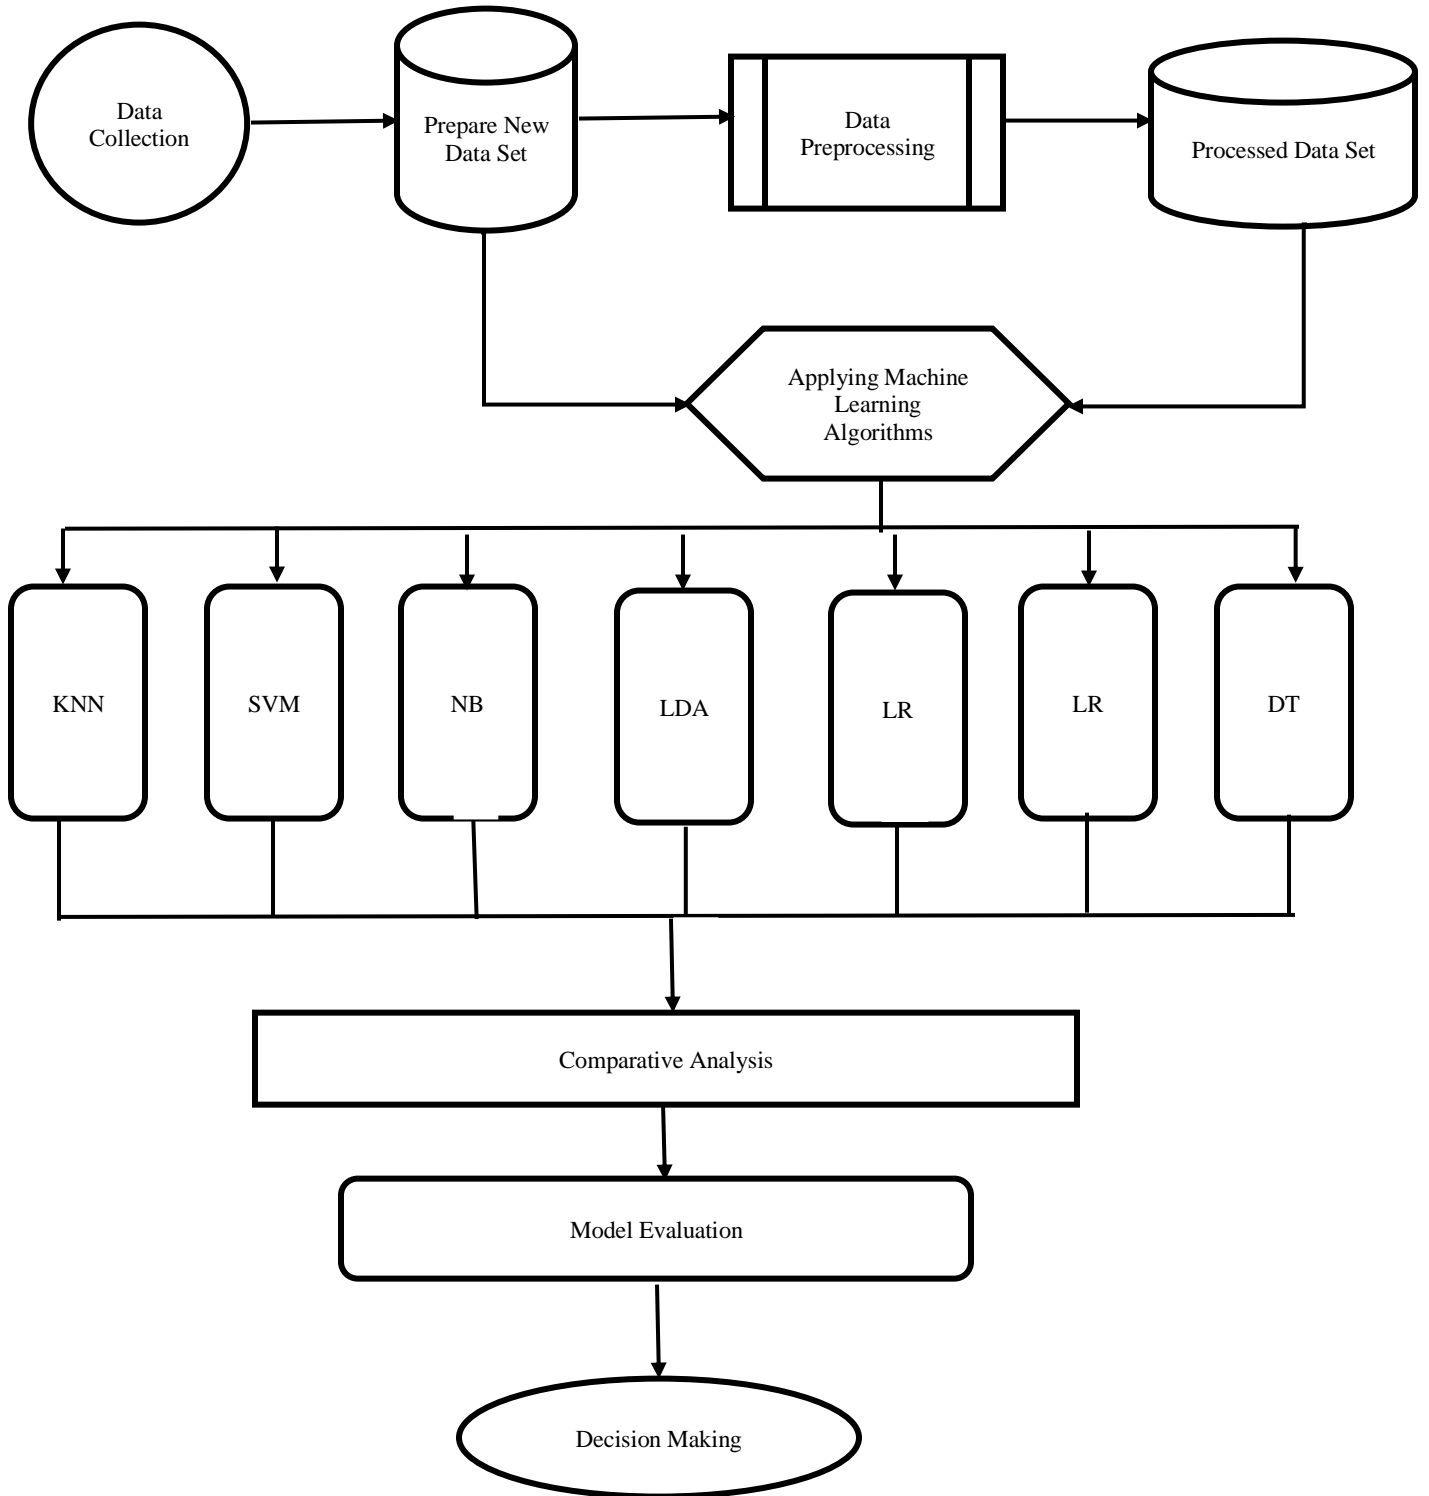 Data
Collection
Prepare New
Data Set
Data
Preprocessing
Processed Data Set
Applying Machine
Learning
Algorithms
KNN
SVM
NB
LDA
LR
LR
DT
Comparative Analysis
Model Evaluation
Decision Making